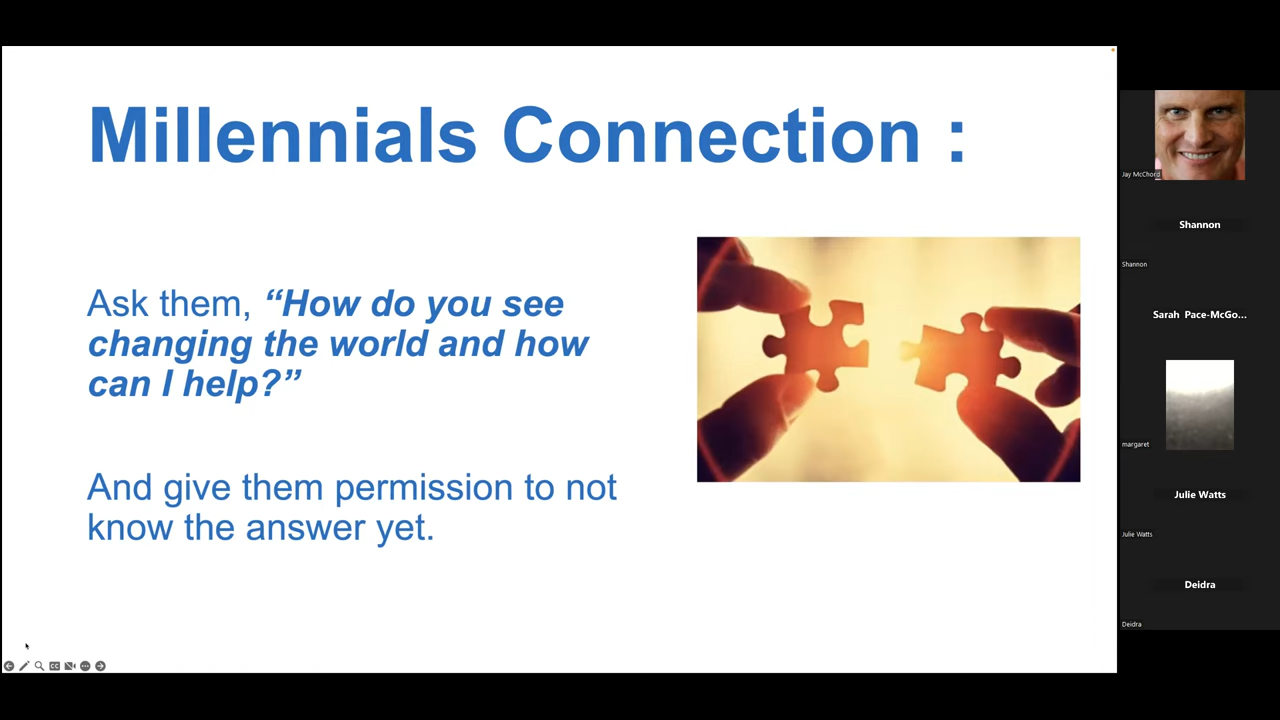 Millennials Connection :
Ask them, “How do you see
changing the world and how
can I help?”
And give them permission to not
know the answer yet.
Jay McChord
Shannon
Shannon
Sarah Pace-McGo...
margaret
Julie Watts
Julie Watts
Deidra
Deidra
CC